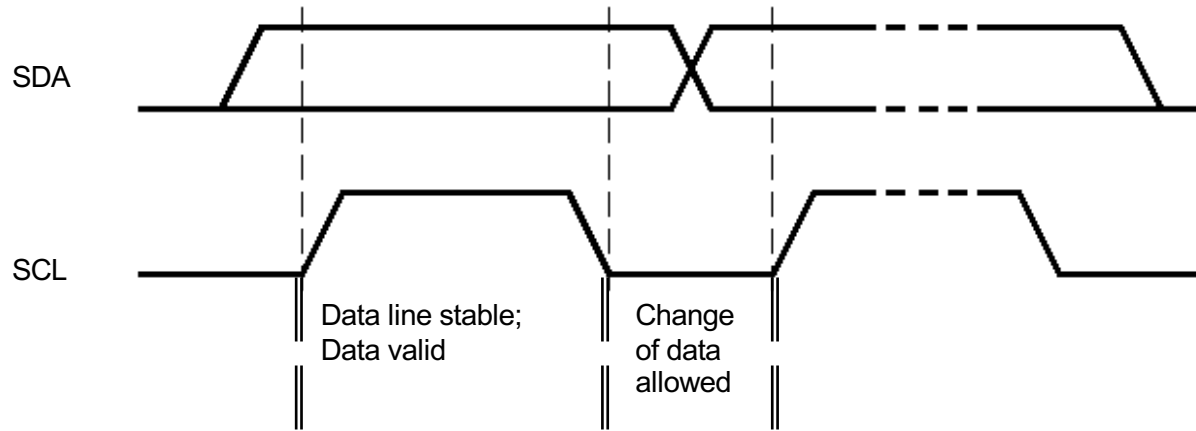 SDA
SCL
Data line stable;
Data valid
Change
of data
allowed